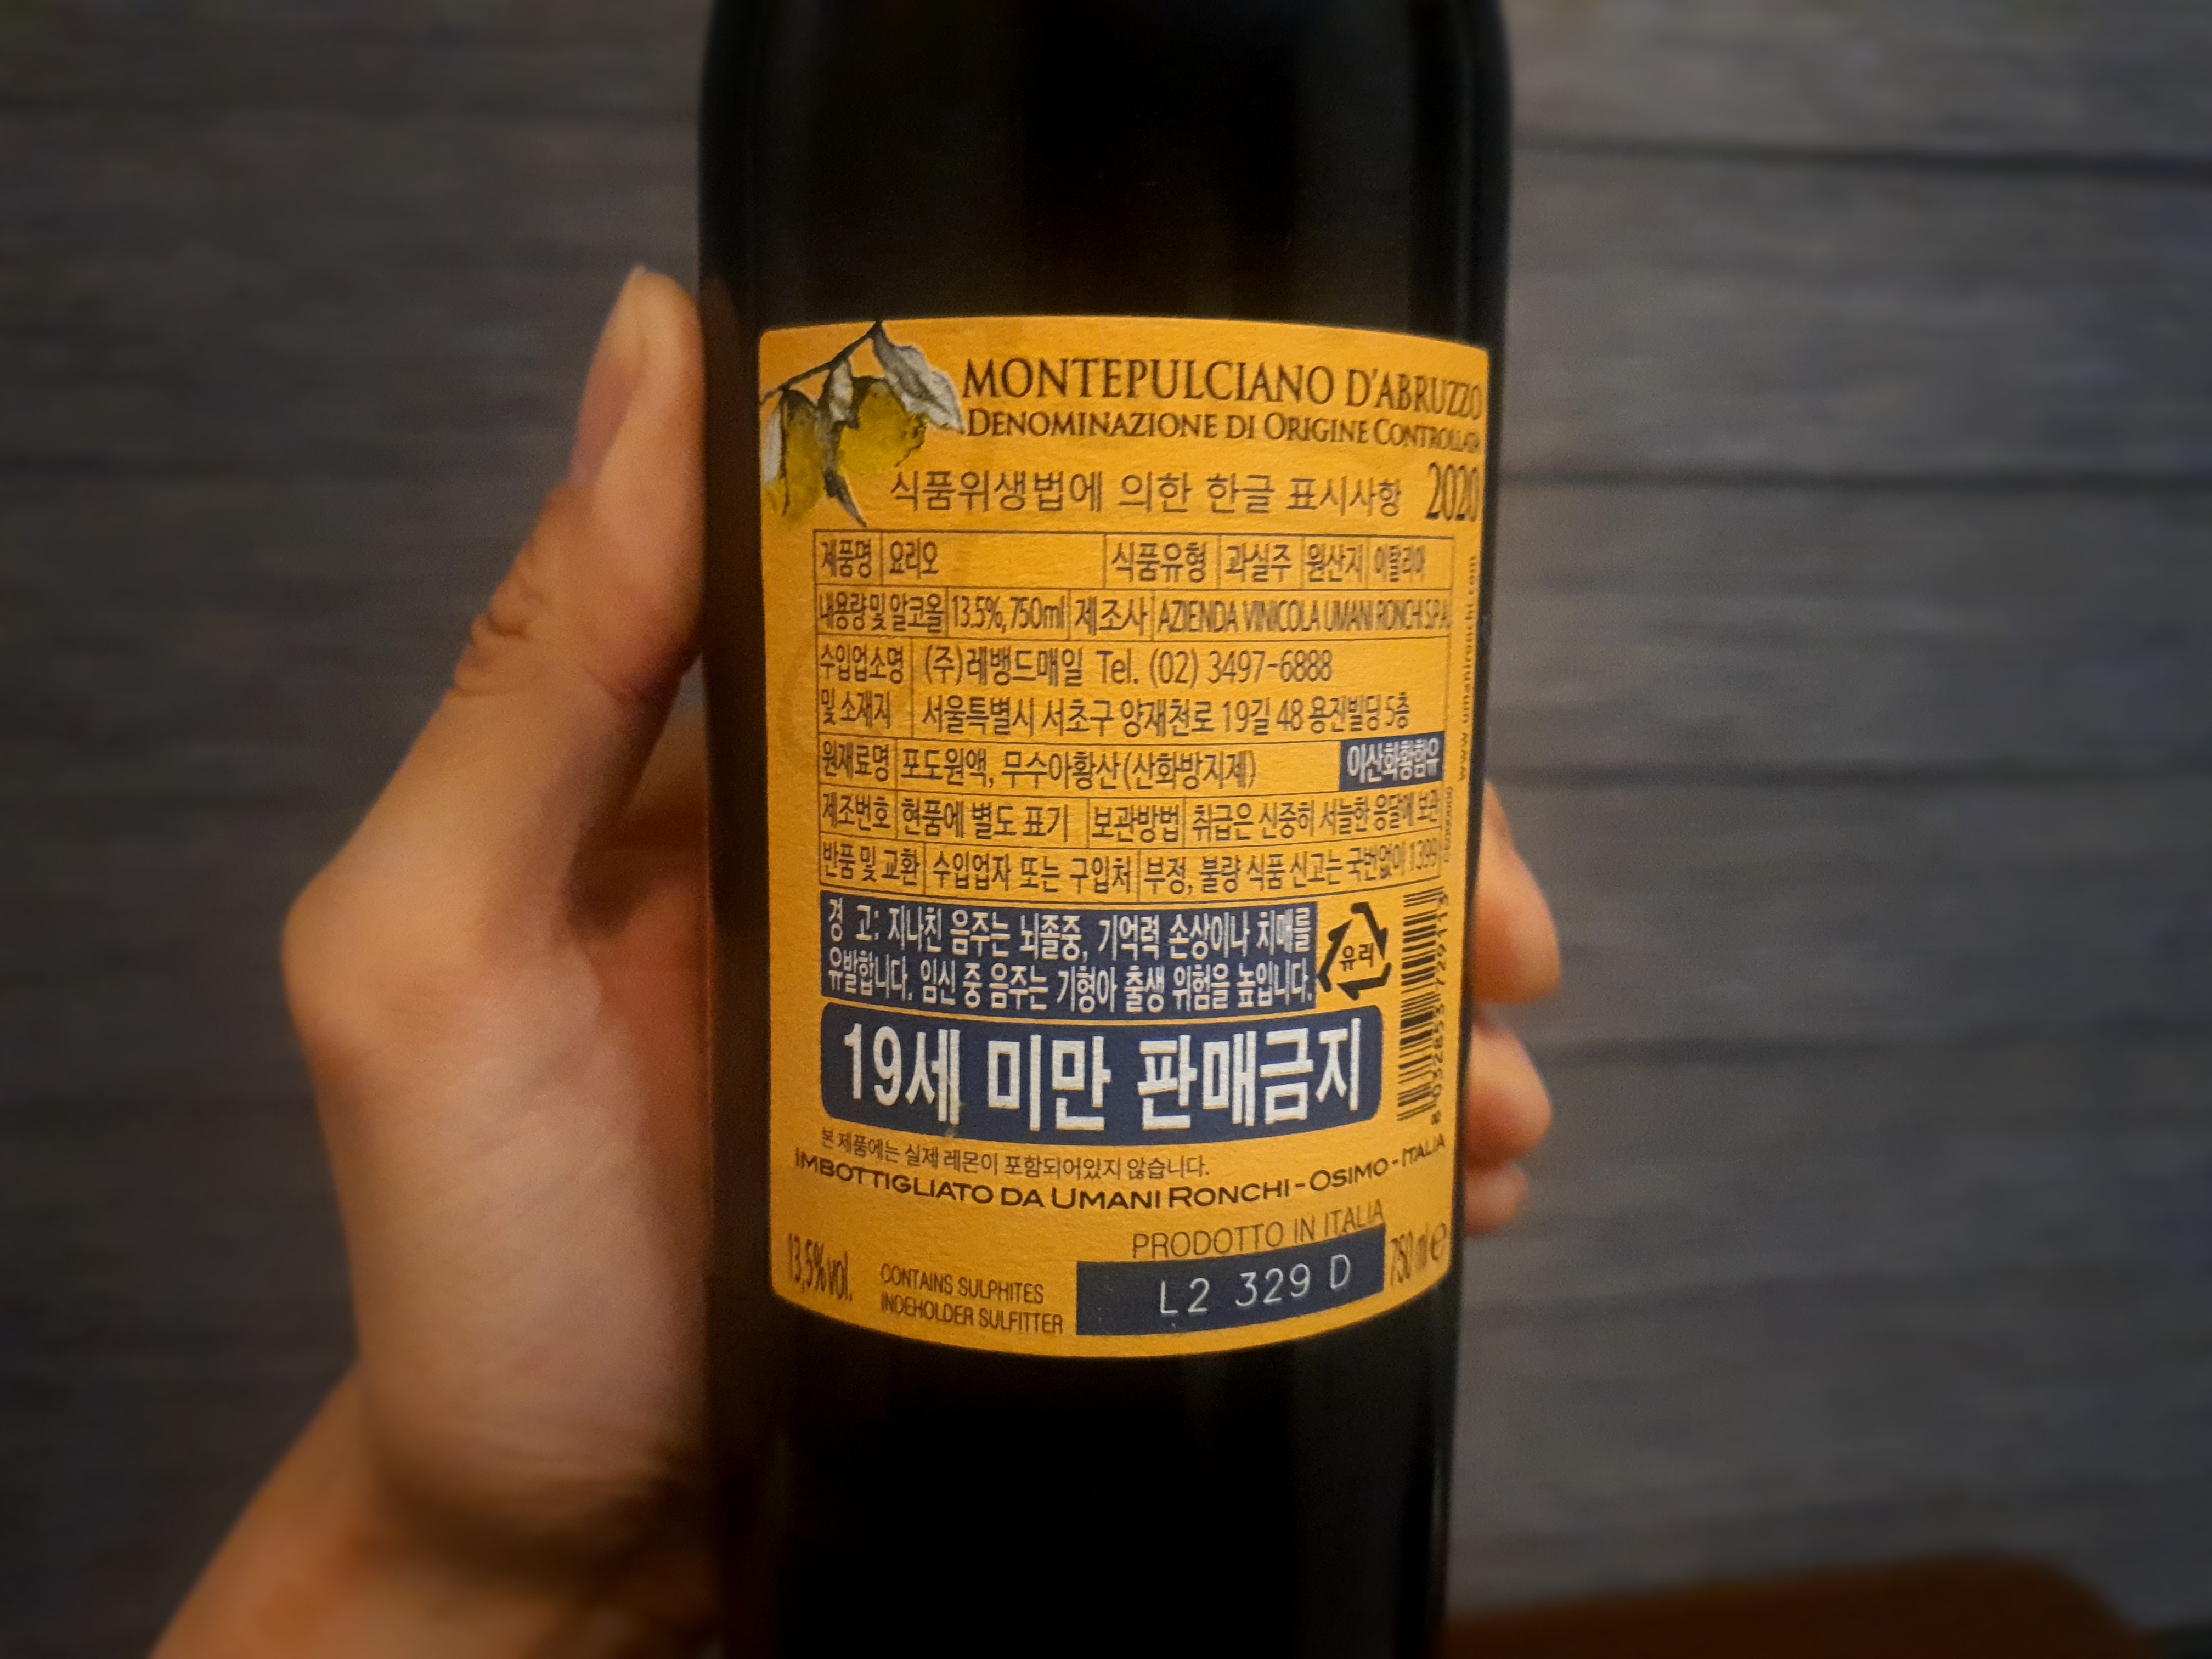 MONTEPULCIANO D'ABRUZZO
DENOMINAZIONE DI ORIGINE CONTROLLATA
식품위생법에 의한 한글 표시사항 2020
제품명 요리오 식품유형 과실주 원산지 이탈리아
내용량 및 알코올 13.5%, 750ml 제조사 AZIENDA VINICOLA UMANI RONCHI S.P.A
수입업소명 (주)레뱅드매일 Tel. (02) 3497-6888
및 소재지 서울특별시 서초구 양재천로 19길 48 용진빌딩 5층
원재료명 포도원액, 무수아황산(산화방지제) 이산화황함유
제조번호 현품에 별도 표기 보관방법 취급은 신중히 서늘한 응달에 보관
반품 및 교환 수입업자 또는 구입처 부정, 불량 식품 신고는 국번없이 1399
경 고: 지나친 음주는 뇌졸중, 기억력 손상이나 치매를
유발합니다. 임신 중 음주는 기형아 출생 위험을 높입니다.
유리
19세 미만 판매금지
본 제품에는 실제 레몬이 포함되어있지 않습니다.
IMBOTTIGLIATO DA UMANI RONCHI - OSIMO - ITALIA
PRODOTTO IN ITALIA
13,5% vol.
CONTAINS SULPHITES
INDEHOLDER SULFITTER
L2 329 D
750 ml e
www.umanironchi.com